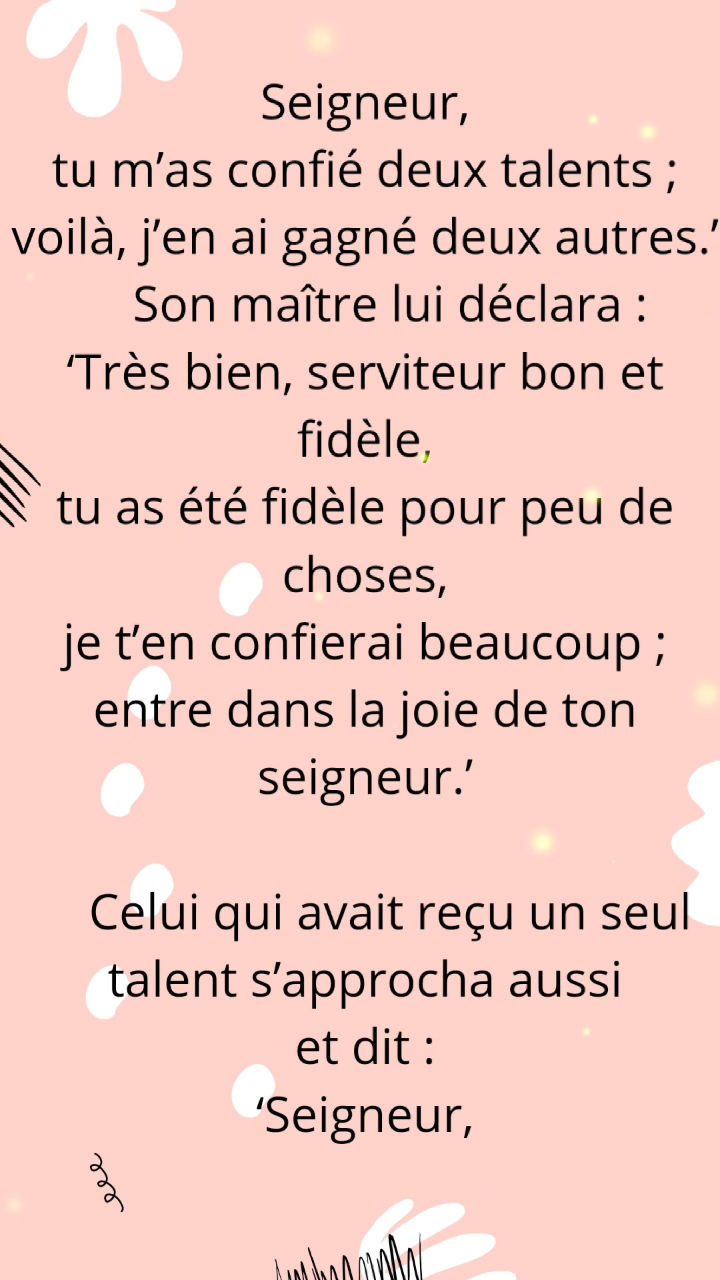 Seigneur,
tu m’as confié deux talents ;
voilà, j’en ai gagné deux autres.’
Son maître lui déclara :
‘Très bien, serviteur bon et
fidèle,
tu as été fidèle pour peu de
choses,
je t’en confierai beaucoup ;
entre dans la joie de ton
seigneur.’
Celui qui avait reçu un seul
talent s’approcha aussi
et dit :
‘Seigneur,